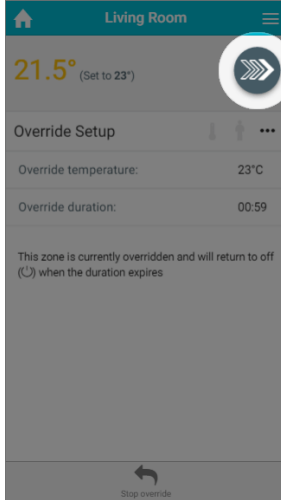 Living Room
21.5° (Set to 23°)
Override Setup
Override temperature: 23°C
Override duration: 00:59
This zone is currently overridden and will return to off
() when the duration expires
Stop override